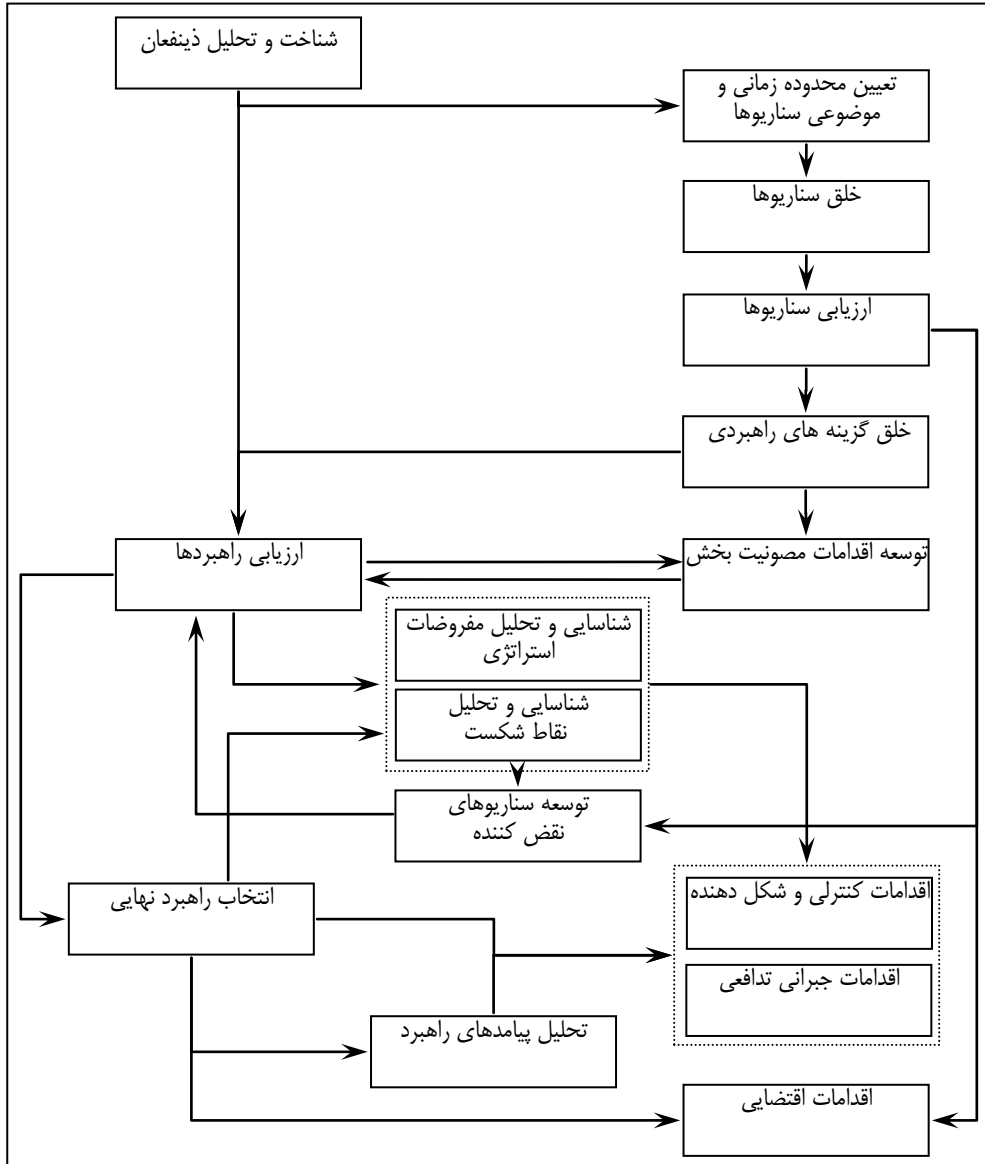 شناخت و تحلیل ذینفعان
تعیین محدوده زمانی و
موضوعی سناریوها
خلق سناریوها
ارزیابی سناریوها
خلق گزینه های راهبردی
ارزیابی راهبردها
توسعه اقدامات مصونیت بخش
شناسایی و تحلیل مفروضات
استراتژی
شناسایی و تحلیل
نقاط شکست
توسعه سناریوهای
نقض کننده
انتخاب راهبرد نهایی
اقدامات کنترلی و شکل دهنده
اقدامات جبرانی تدافعی
تحلیل پیامدهای راهبرد
اقدامات اقتضایی